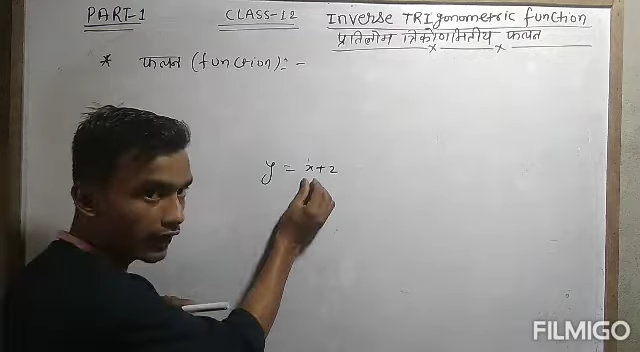 PART-1 CLASS-12 Inverse TRIgonometric function
प्रतिलोम त्रिकोणमितीय फलन
* फलन (function):-
y = x+2
FILMIGO